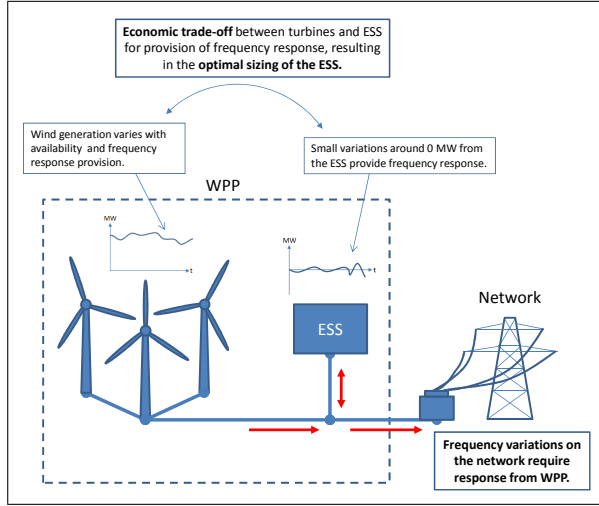 Economic trade-off between turbines and ESS
for provision of frequency response, resulting
in the optimal sizing of the ESS.
Wind generation varies with
availability and frequency
response provision.
Small variations around 0 MW from
the ESS provide frequency response.
WPP
MW
t
MW
t
ESS
Network
Frequency variations on
the network require
response from WPP.